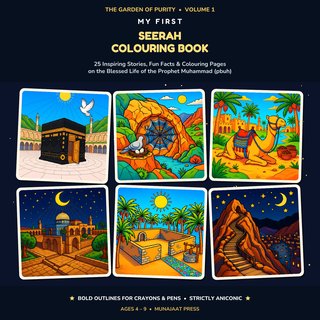 THE GARDEN OF PURITY • VOLUME 1
MY FIRST
SEERAH
COLOURING BOOK
25 Inspiring Stories, Fun Facts & Colouring Pages
on the Blessed Life of the Prophet Muhammad (pbuh)
★ BOLD OUTLINES FOR CRAYONS & PENS • STRICTLY ANICONIC ★
AGES 4 - 9 • MUNAJAAT PRESS